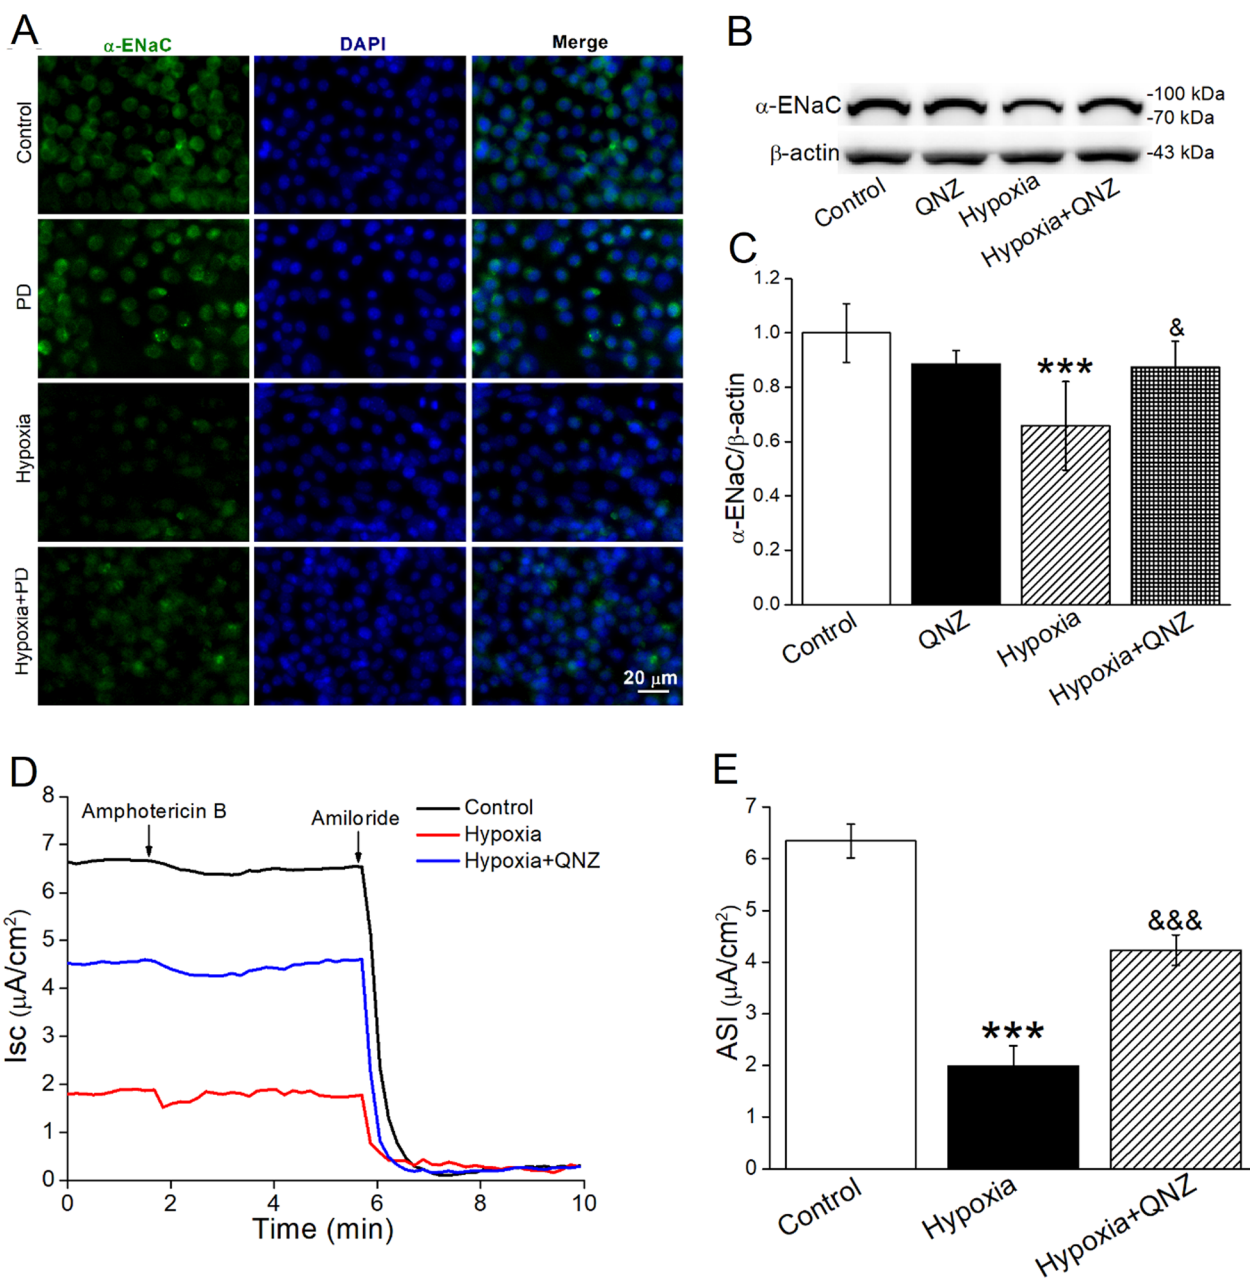 A
α-ENaC DAPI Merge
Control
PD
Hypoxia
Hypoxia+PD
20 μm
B
α-ENaC
-100 kDa
-70 kDa
β-actin
-43 kDa
Control QNZ Hypoxia Hypoxia+QNZ
C
α-ENaC/β-actin
1.2
1.0
0.8
0.6
0.4
0.2
0.0
***
&
Control QNZ Hypoxia Hypoxia+QNZ
D
Isc (μA/cm²)
8
7
6
5
4
3
2
1
0
Amphotericin B
Amiloride
Control
Hypoxia
Hypoxia+QNZ
0 2 4 6 8 10
Time (min)
E
ASI (μA/cm²)
7
6
5
4
3
2
1
0
***
&&&
Control Hypoxia Hypoxia+QNZ